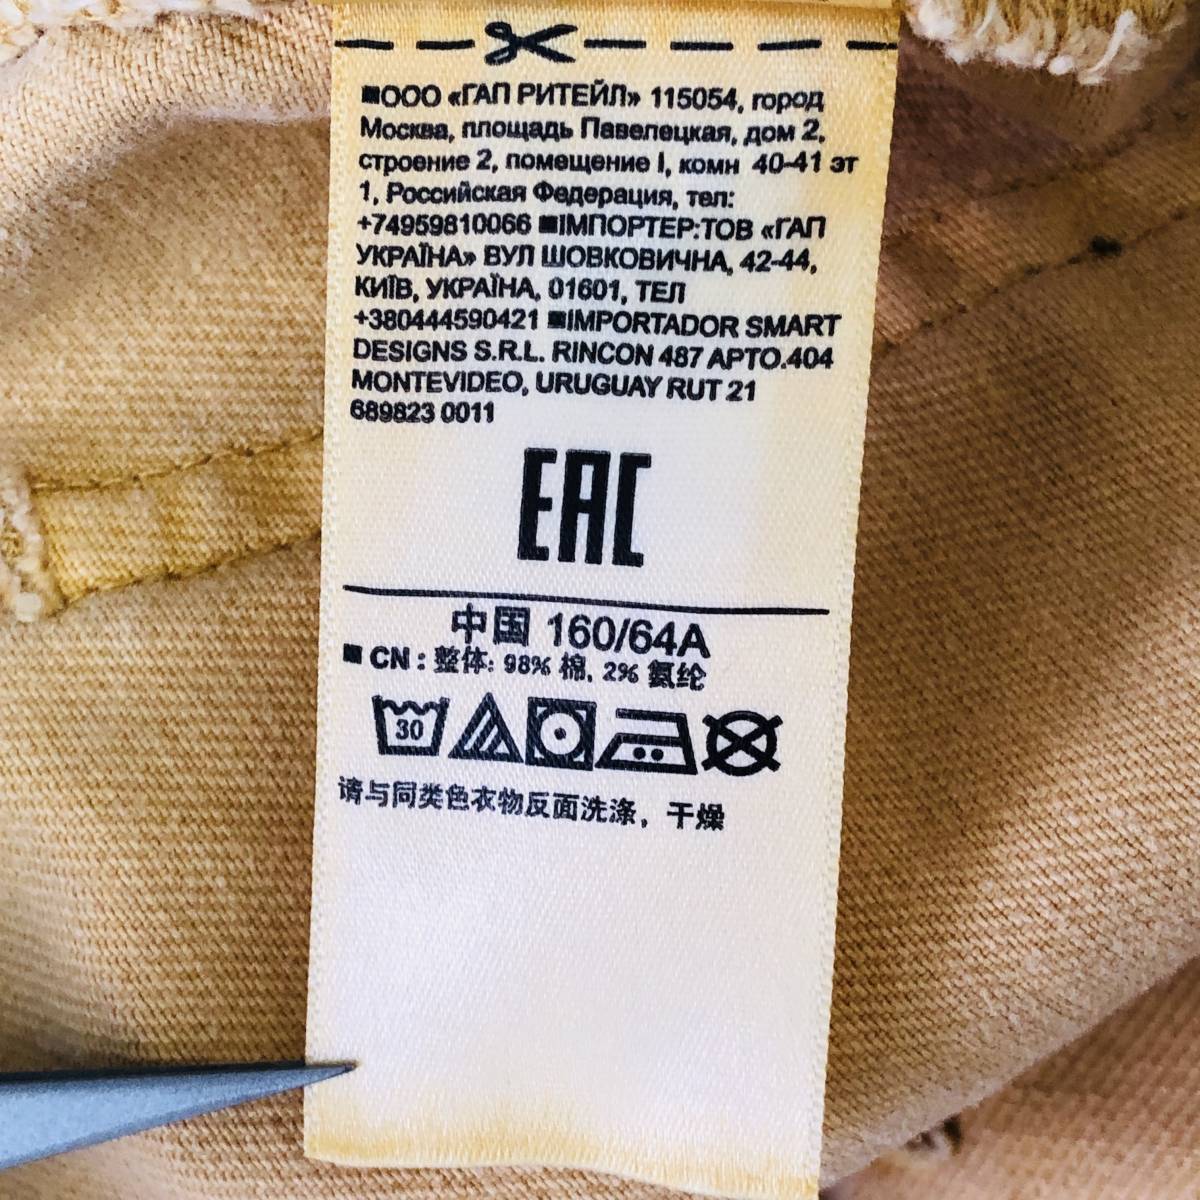 ■ООО «ГАП РИТЕЙЛ» 115054, город
Москва, площадь Павелецкая, дом 2,
строение 2, помещение I, комн 40-41 эт
1, Российская Федерация, тел:
+74959810066 ■ІМПОРТЕР:ТОВ «ГАП
УКРАЇНА» ВУЛ ШОВКОВИЧНА, 42-44,
КИЇВ, УКРАЇНА, 01601, ТЕЛ
+380444590421 ■IMPORTADOR SMART
DESIGNS S.R.L. RINCON 487 APTO.404
MONTEVIDEO, URUGUAY RUT 21
689823 0011
EAC
中国 160/64A
■ CN : 整体: 98% 棉, 2% 氨纶
30
请与同类色衣物反面洗涤，干燥